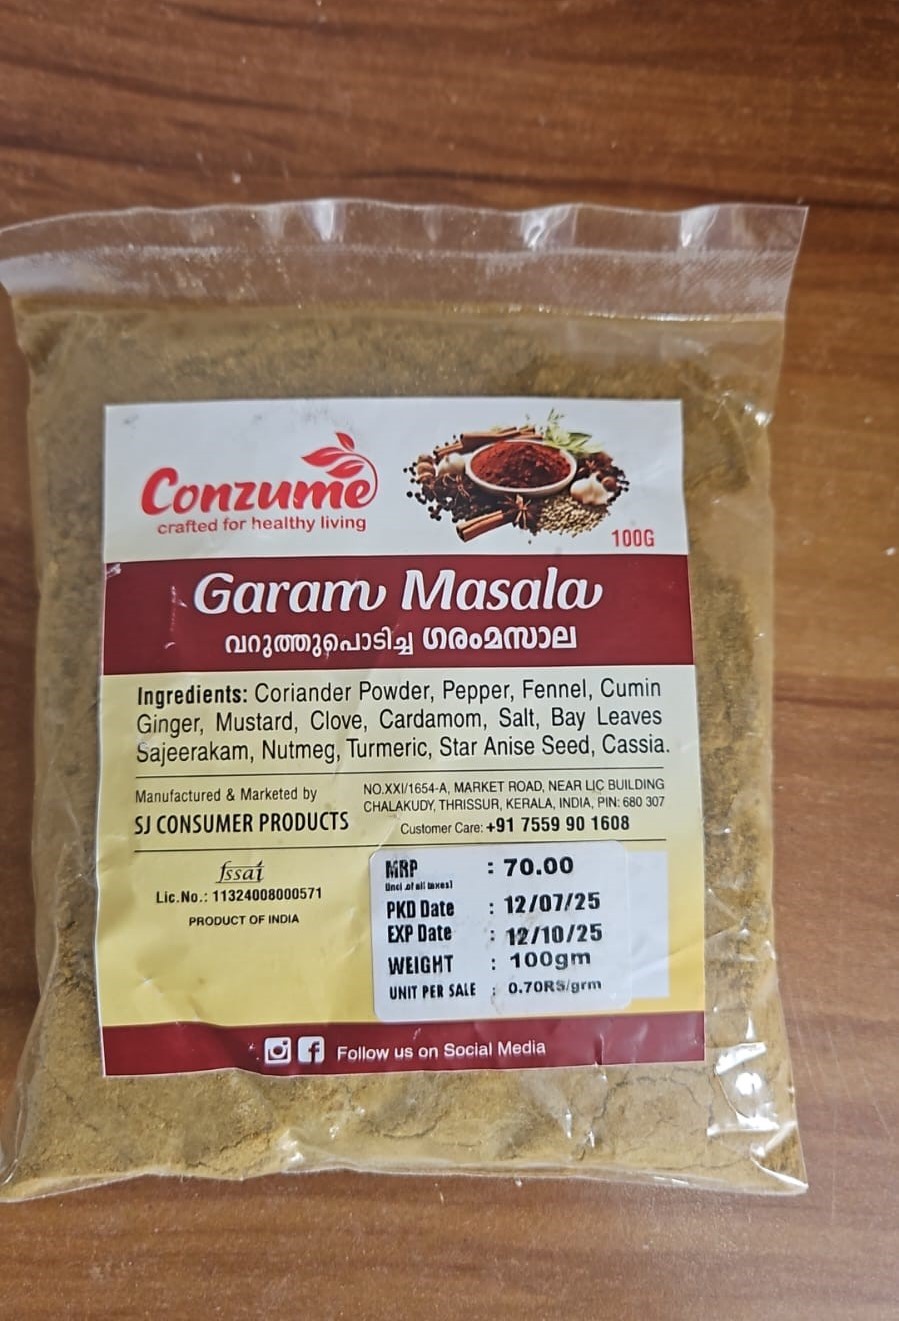 Conzume
crafted for healthy living
100G
Garam Masala
വറുത്തുപൊടിച്ച ഗരംമസാല
Ingredients: Coriander Powder, Pepper, Fennel, Cumin
Ginger, Mustard, Clove, Cardamom, Salt, Bay Leaves
Sajeerakam, Nutmeg, Turmeric, Star Anise Seed, Cassia.
Manufactured & Marketed by
SJ CONSUMER PRODUCTS
NO.XXI/1654-A, MARKET ROAD, NEAR LIC BUILDING
CHALAKUDY, THRISSUR, KERALA, INDIA, PIN: 680 307
Customer Care: +91 7559 90 1608
fssai
Lic.No.: 11324008000571
PRODUCT OF INDIA
MRP : 70.00
(Incl .of all taxes)
PKD Date : 12/07/25
EXP Date : 12/10/25
WEIGHT : 100gm
UNIT PER SALE : 0.70RS/grm
Follow us on Social Media